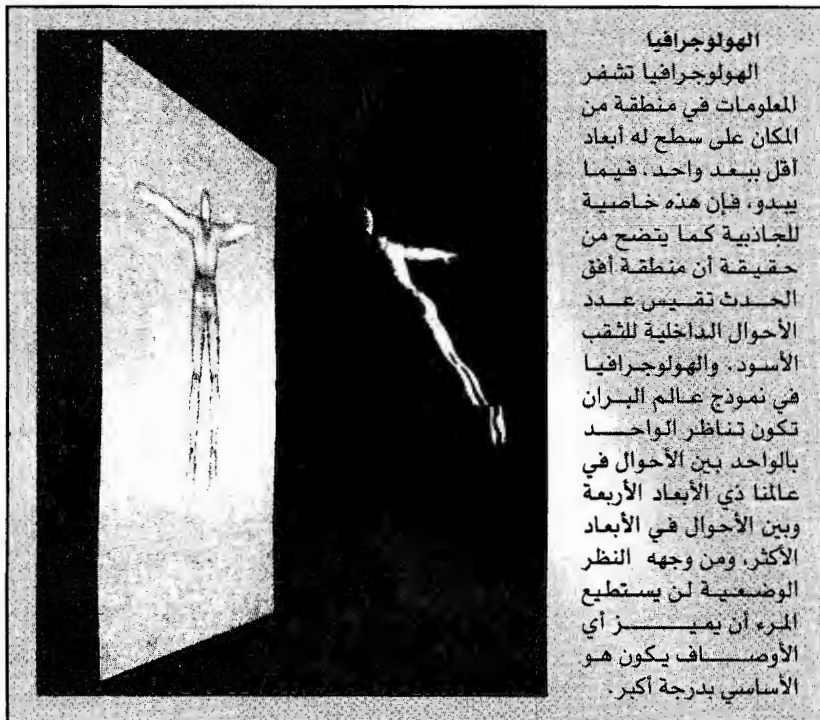 الهولوجرافيا
الهولوجرافيا تشفر
المعلومات في منطقة من
المكان على سطح له أبعاد
أقل ببعد واحد، فيما
يبدو، فإن هذه خاصية
للجاذبية كما يتضح من
حقيقة أن منطقة أفق
الحدث تقيس عدد
الأحوال الداخلية للثقب
الأسود. والهولوجرافيا
في نموذج عالم البران
تكون تناظر الواحد
بالواحد بين الأحوال في
عالمنا ذي الأبعاد الأربعة
وبين الأحوال في الأبعاد
الأكثر، ومن وجهه النظر
الوضعية لن يستطيع
المرء أن يميز أي
الأوصاف يكون هو
الأساسي بدرجة أكبر.